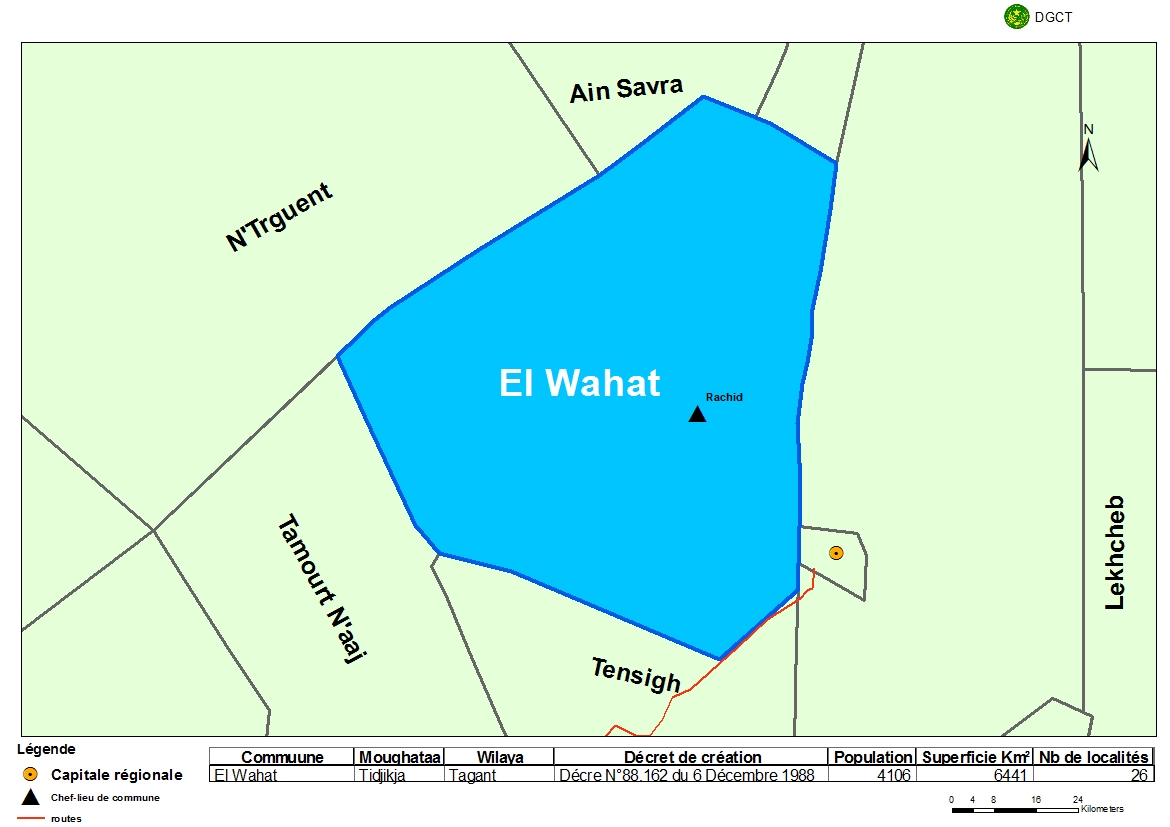 DGCT
Ain Savra
N
N'Trguent
El Wahat
Rachid
Lekhcheb
Tamourt N'aaj
Tensigh
Légende
Capitale régionale
Chef-lieu de commune
routes
Commuune Moughataa Wilaya Décret de création Population Superficie Km² Nb de localités
El Wahat Tidjikja Tagant Décre N°88.162 du 6 Décembre 1988 4106 6441 26
0 4 8 16 24
Kilometers